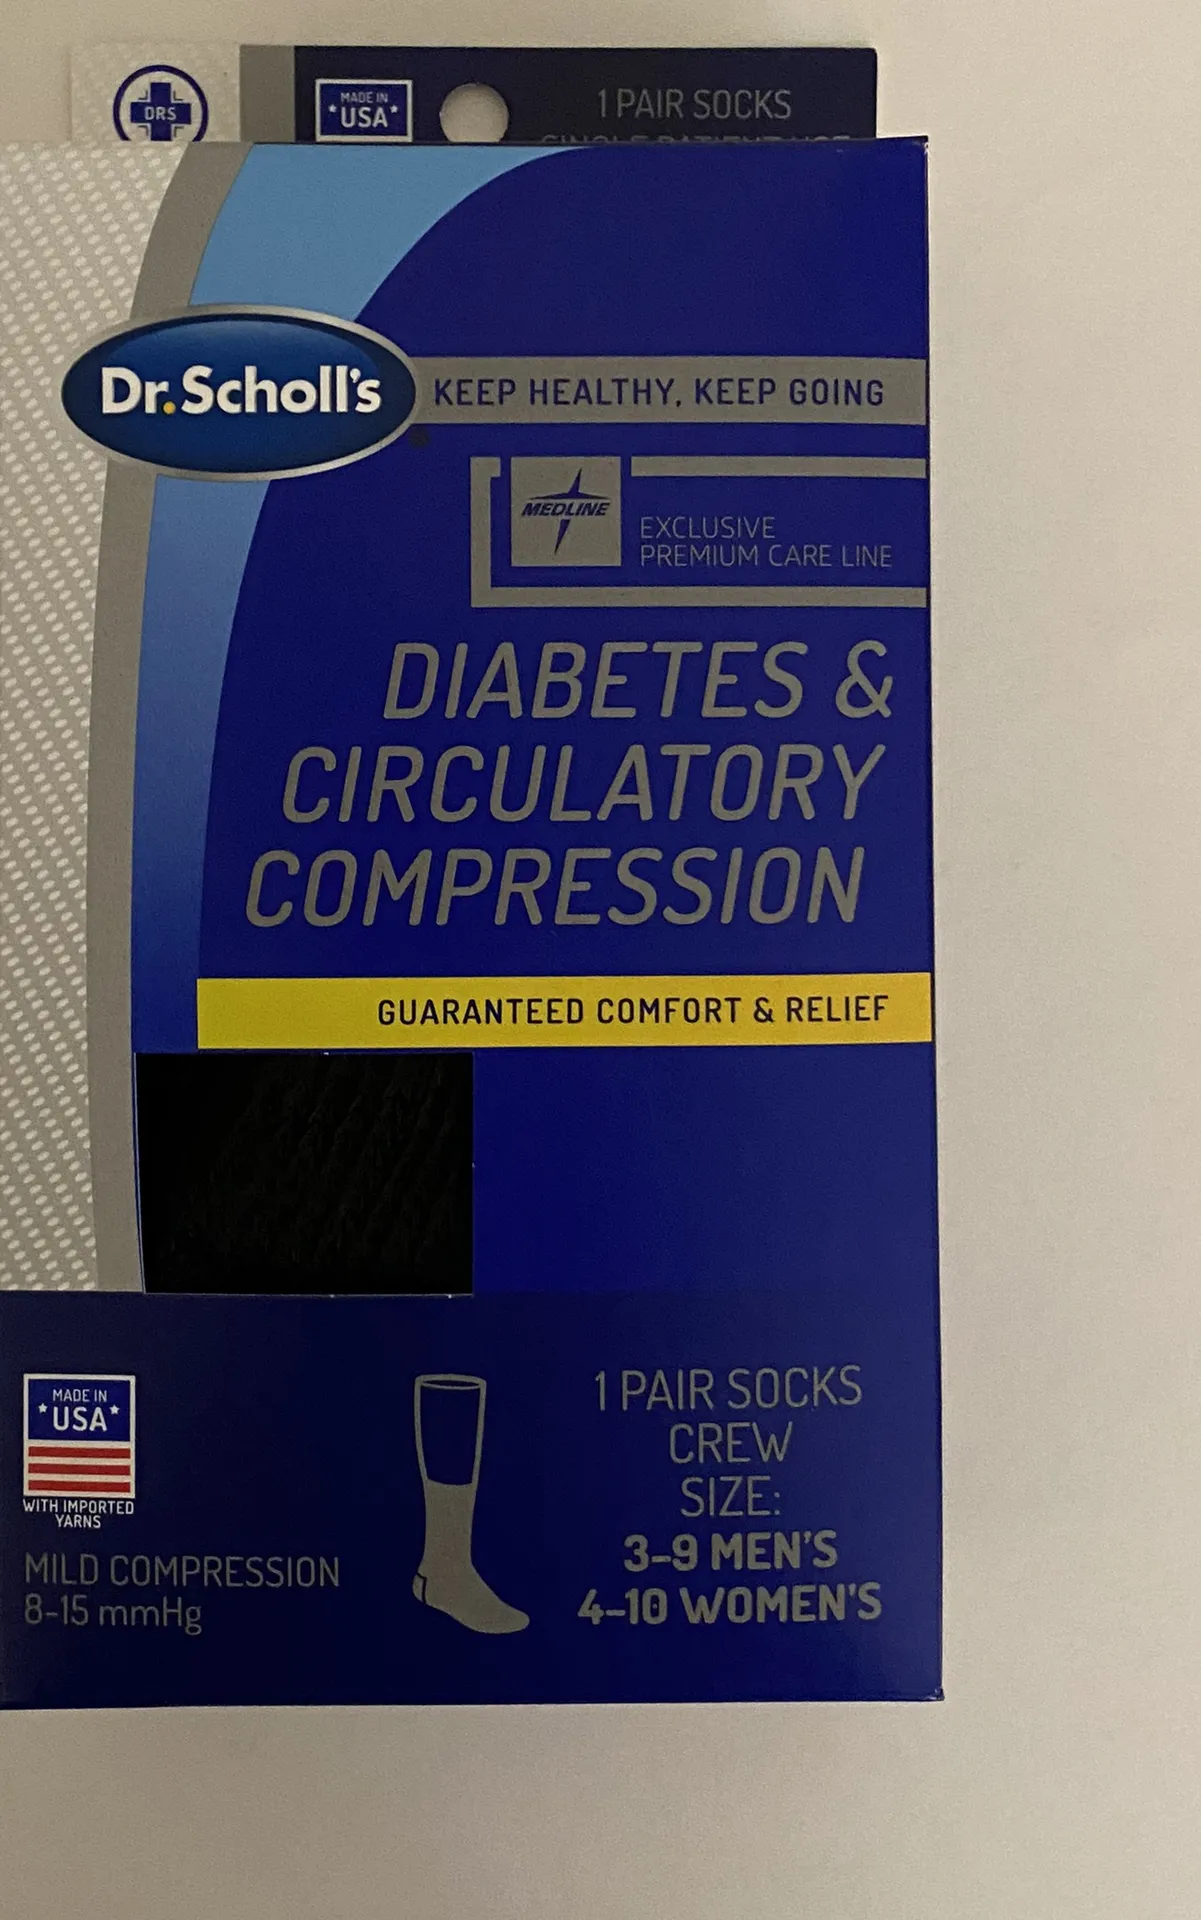 DRS
MADE IN
*USA*
1 PAIR SOCKS
Dr.Scholl's
KEEP HEALTHY, KEEP GOING
MEDLINE
EXCLUSIVE
PREMIUM CARE LINE
DIABETES &
CIRCULATORY
COMPRESSION
GUARANTEED COMFORT & RELIEF
MADE IN
*USA*
WITH IMPORTED
YARNS
MILD COMPRESSION
8-15 mmHg
1 PAIR SOCKS
CREW
SIZE:
3-9 MEN'S
4-10 WOMEN'S